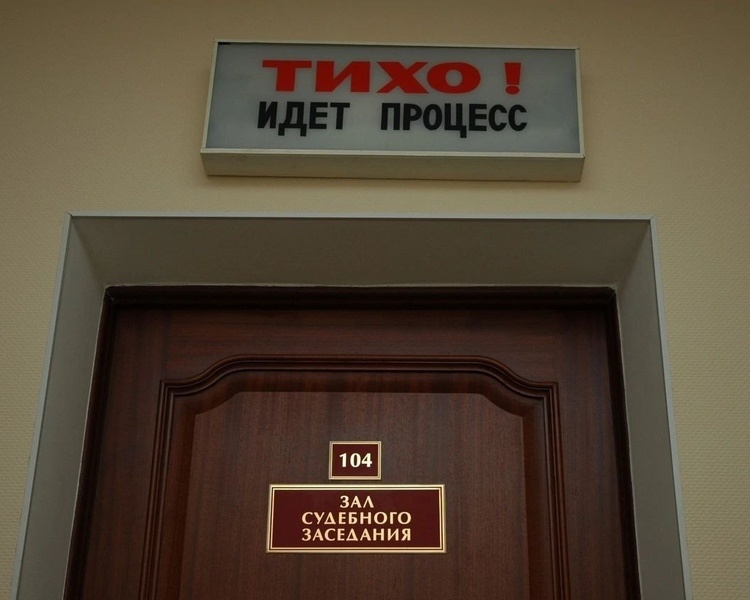 ТИХО !
ИДЕТ ПРОЦЕСС
104
ЗАЛ
СУДЕБНОГО
ЗАСЕДАНИЯ